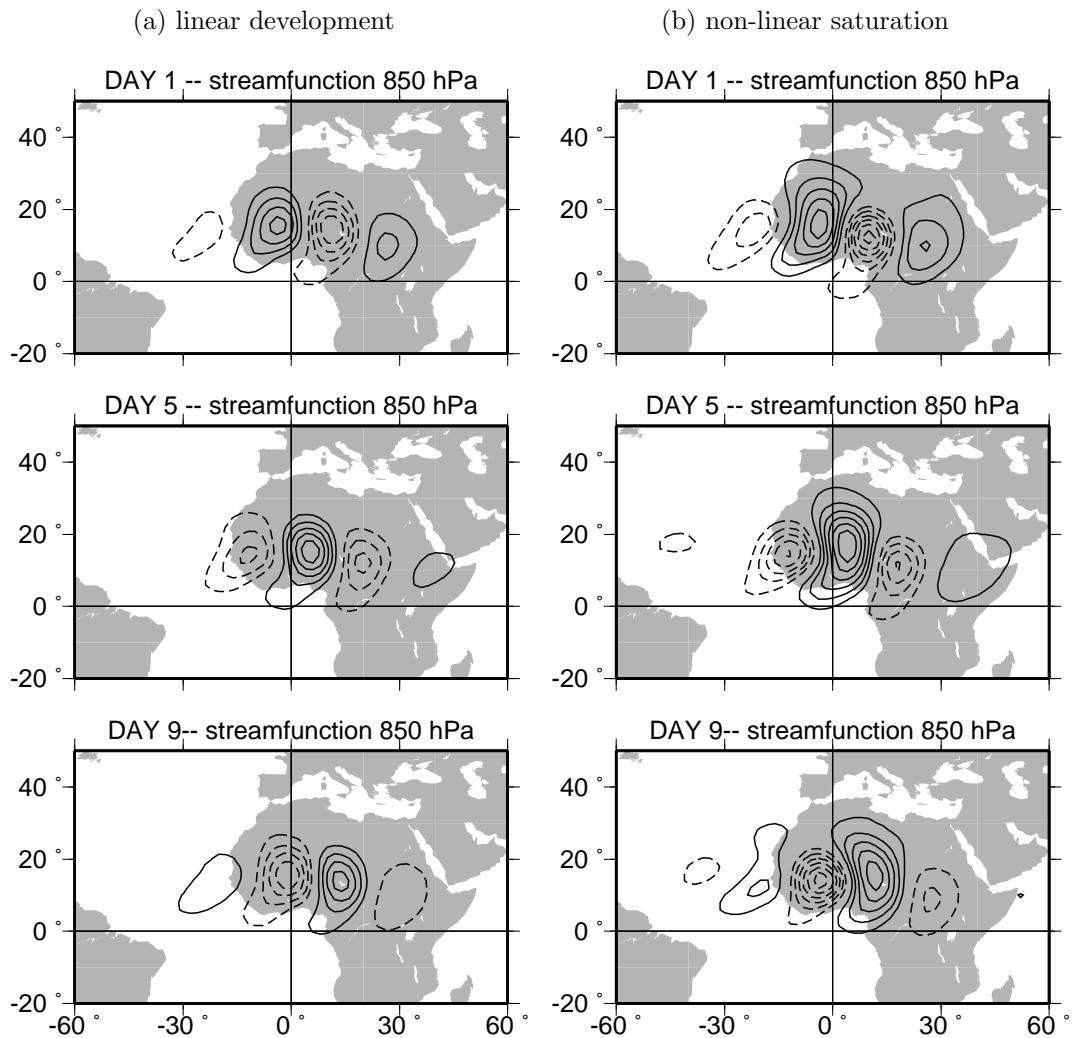 (a) linear development
(b) non-linear saturation
DAY 1 -- streamfunction 850 hPa
DAY 1 -- streamfunction 850 hPa
40 °
20 °
0 °
-20 °
40 °
20 °
0 °
-20 °
DAY 5 -- streamfunction 850 hPa
DAY 5 -- streamfunction 850 hPa
40 °
20 °
0 °
-20 °
40 °
20 °
0 °
-20 °
DAY 9-- streamfunction 850 hPa
DAY 9-- streamfunction 850 hPa
40 °
20 °
0 °
-20 °
40 °
20 °
0 °
-20 °
-60 ° -30 ° 0 ° 30 ° 60 °
-60 ° -30 ° 0 ° 30 ° 60 °